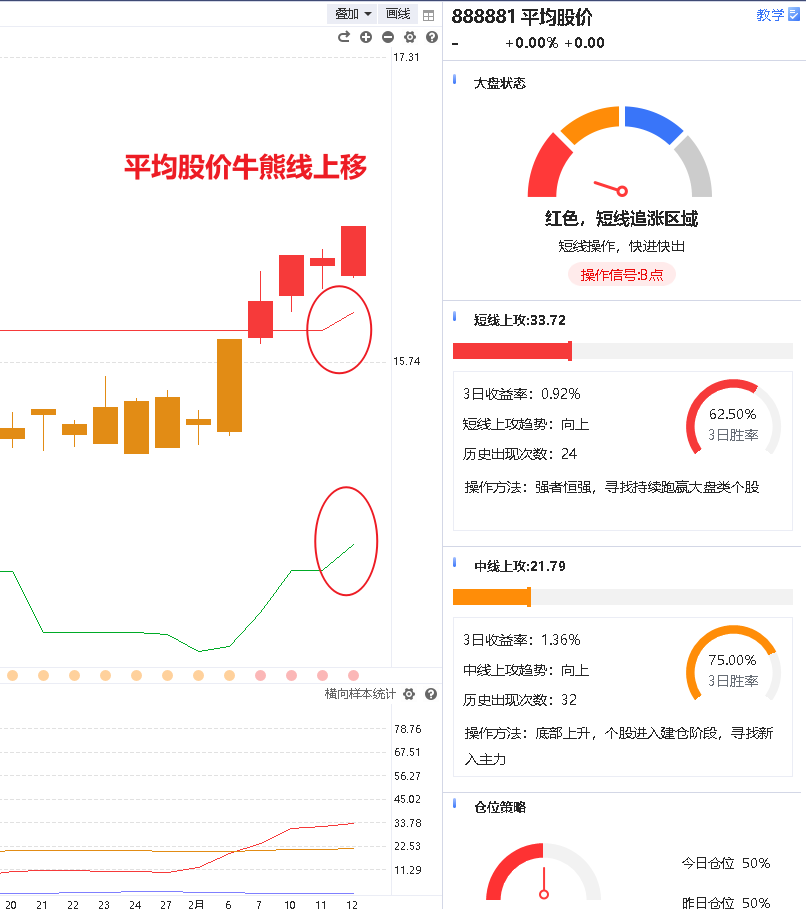 叠加 画线
17.31
平均股价牛熊线上移
15.74
横向样本统计
78.76
67.51
56.27
45.02
33.78
22.53
11.29
20 21 22 23 24 27 2月 6 7 10 11 12
888881 平均股价 教学
- +0.00% +0.00
大盘状态
红色，短线追涨区域
短线操作，快进快出
操作信号:B点
短线上攻:33.72
3日收益率：0.92%
短线上攻趋势：向上
历史出现次数：24
62.50%
3日胜率
操作方法：强者恒强，寻找持续跑赢大盘类个股
中线上攻:21.79
3日收益率：1.36%
中线上攻趋势：向上
历史出现次数：32
75.00%
3日胜率
操作方法：底部上升，个股进入建仓阶段，寻找新
入主力
仓位策略
今日仓位 50%
昨日仓位 50%